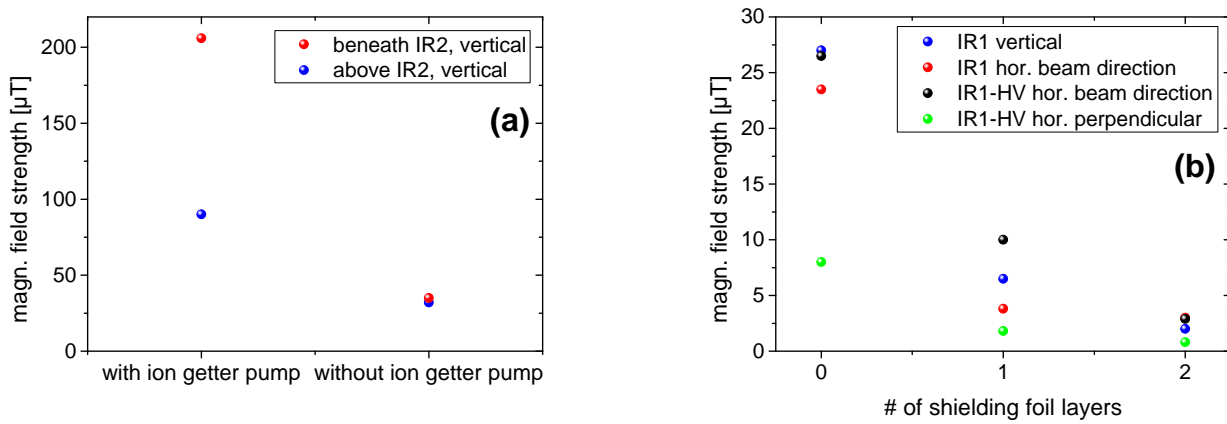 200
150
100
50
0
magn. field strength [µT]
beneath IR2, vertical
above IR2, vertical
(a)
with ion getter pump
without ion getter pump
30
25
20
15
10
5
0
magn. field strength [µT]
IR1 vertical
IR1 hor. beam direction
IR1-HV hor. beam direction
IR1-HV hor. perpendicular
(b)
0
1
2
# of shielding foil layers